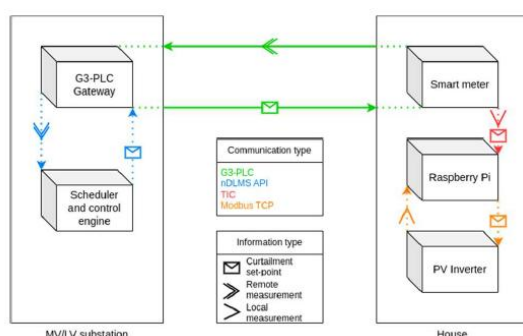 G3-PLC
Gateway
Scheduler
and control
engine
MV/LV substation
Communication type
G3-PLC
nDLMS API
TIC
Modbus TCP
Information type
Curtailment
set-point
Remote
measurement
Local
measurement
Smart meter
Raspberry Pi
PV Inverter
House